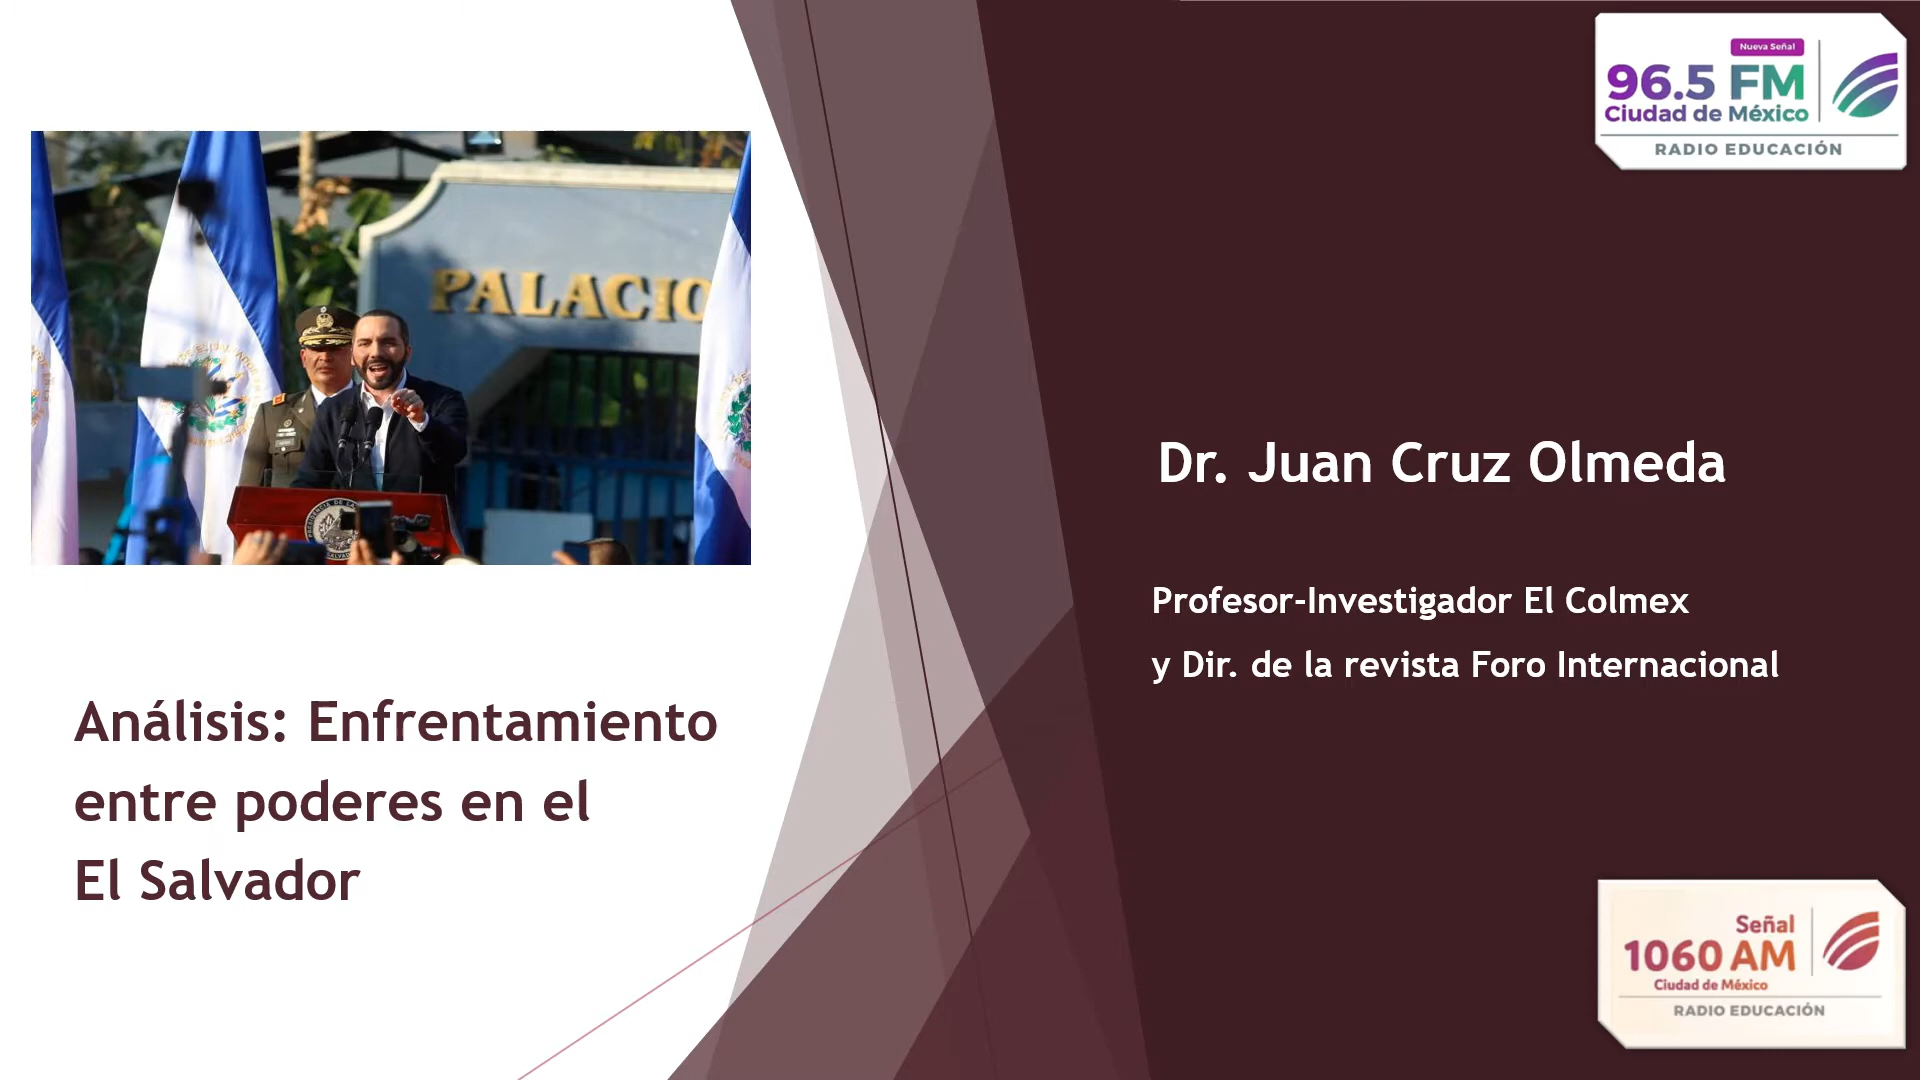 PALACIO
Análisis: Enfrentamiento
entre poderes en el
El Salvador
Dr. Juan Cruz Olmeda
Profesor-Investigador El Colmex
y Dir. de la revista Foro Internacional
Nueva Señal
96.5 FM
Ciudad de México
RADIO EDUCACIÓN
Señal
1060 AM
Ciudad de México
RADIO EDUCACIÓN